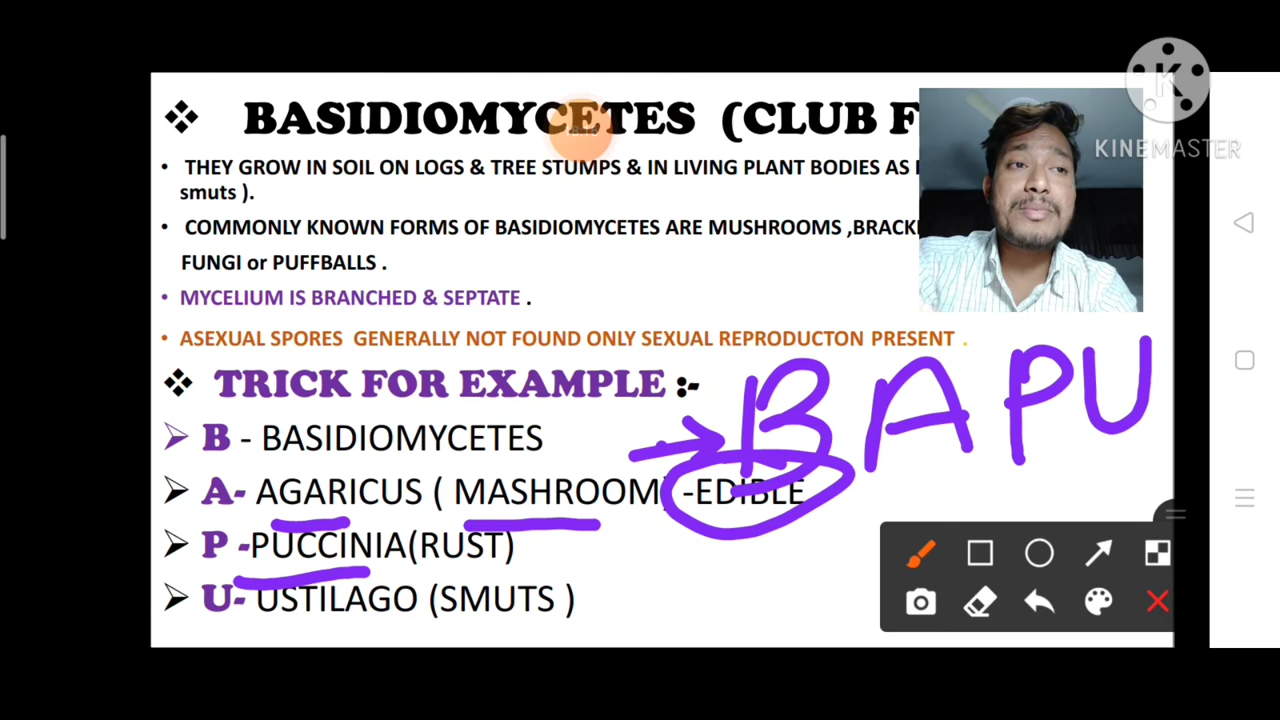 ❖ BASIDIOMYCETES (CLUB F
KINEMASTER
• THEY GROW IN SOIL ON LOGS & TREE STUMPS & IN LIVING PLANT BODIES AS
smuts ).
• COMMONLY KNOWN FORMS OF BASIDIOMYCETES ARE MUSHROOMS ,BRACK
FUNGI or PUFFBALLS .
• MYCELIUM IS BRANCHED & SEPTATE .
• ASEXUAL SPORES GENERALLY NOT FOUND ONLY SEXUAL REPRODUCTON PRESENT .
❖ TRICK FOR EXAMPLE :-
BAPU
➢ B - BASIDIOMYCETES
➢ A- AGARICUS ( MASHROOM) -EDIBLE
➢ P -PUCCINIA(RUST)
➢ U- USTILAGO (SMUTS )